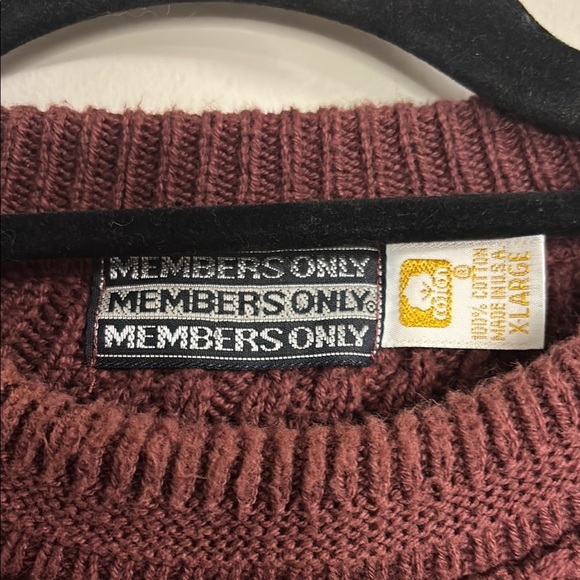 MEMBERS ONLY
MEMBERS ONLY®
MEMBERS ONLY
cotton
®
100% COTTON
MADE IN U.S.A.
XLARGE